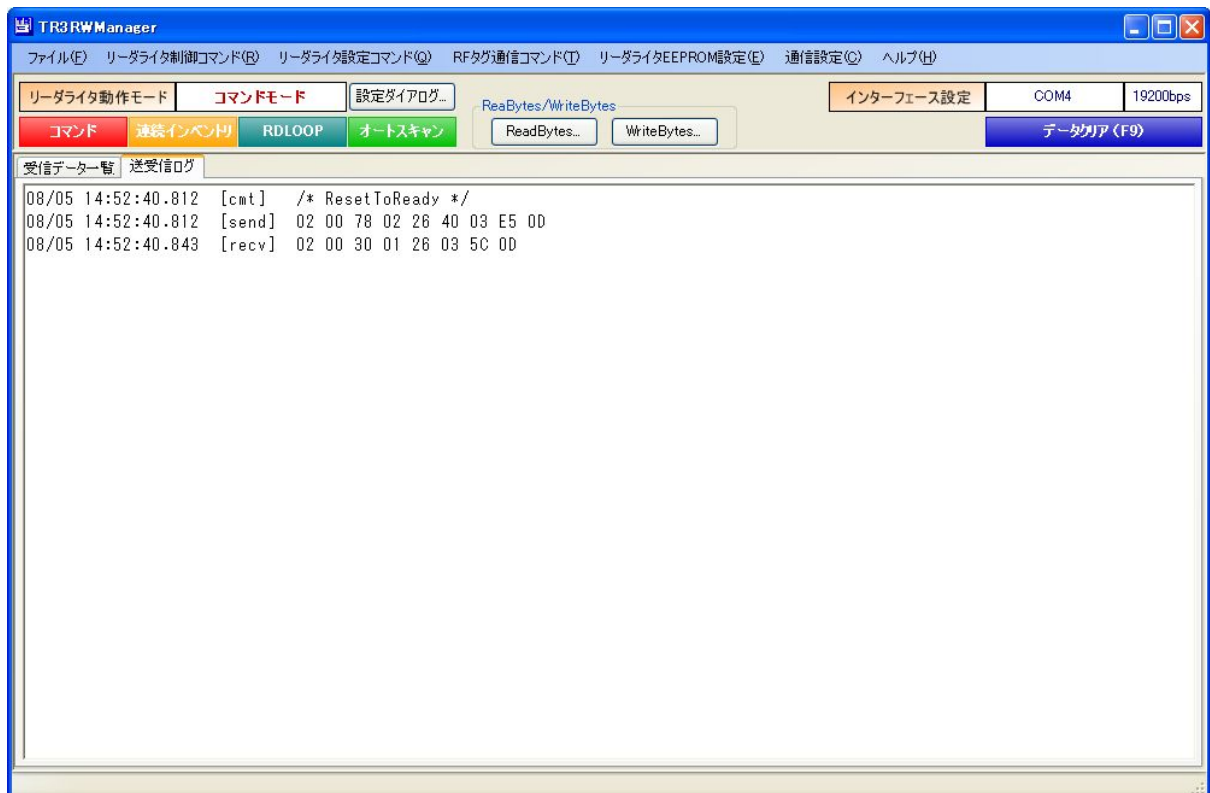 TR3RWManager
ファイル(F) リーダライタ制御コマンド(R) リーダライタ設定コマンド(Q) RFタグ通信コマンド(T) リーダライタEEPROM設定(E) 通信設定(C) ヘルプ(H)
リーダライタ動作モード コマンドモード 設定ダイアログ... ReaBytes/WriteBytes インターフェース設定 COM4 19200bps
コマンド 連続インベントリ RDLOOP オートスキャン ReadBytes... WriteBytes... データクリア(F9)
受信データ一覧 送受信ログ
08/05 14:52:40.812 [cmt] /* ResetToReady */
08/05 14:52:40.812 [send] 02 00 78 02 26 40 03 E5 0D
08/05 14:52:40.843 [recv] 02 00 30 01 26 03 5C 0D